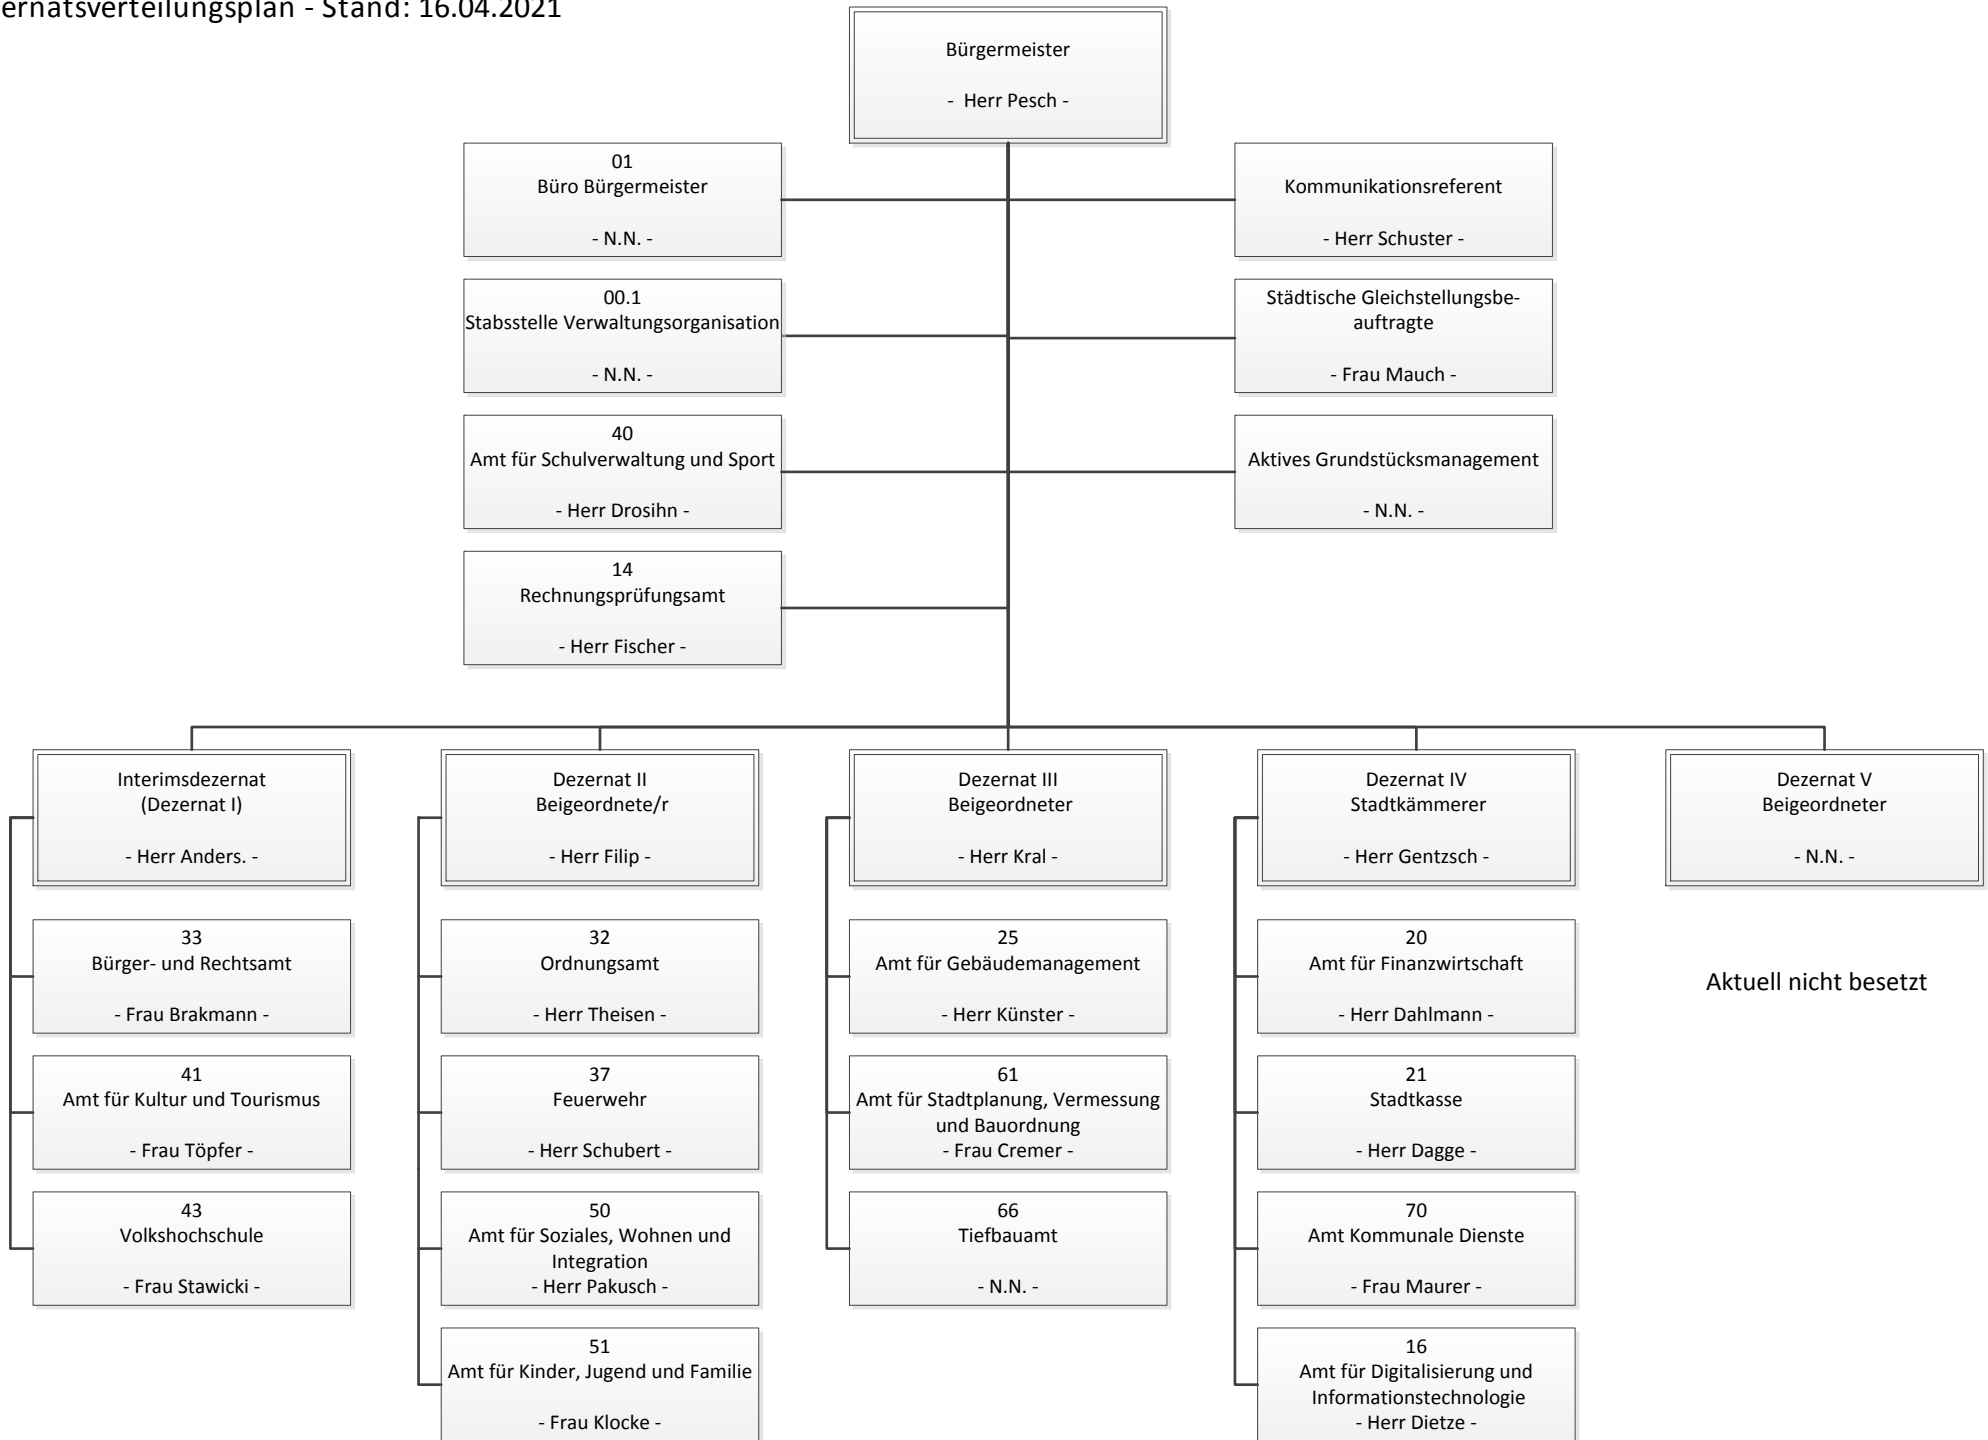 ernatsverteilungsplan - Stand: 16.04.2021
Bürgermeister
- Herr Pesch -
01
Büro Bürgermeister
- N.N. -
Kommunikationsreferent
- Herr Schuster -
00.1
Stabsstelle Verwaltungsorganisation
- N.N. -
Städtische Gleichstellungsbe-
auftragte
- Frau Mauch -
40
Amt für Schulverwaltung und Sport
- Herr Drosihn -
Aktives Grundstücksmanagement
- N.N. -
14
Rechnungsprüfungsamt
- Herr Fischer -
Interimsdezernat
(Dezernat I)
- Herr Anders. -
33
Bürger- und Rechtsamt
- Frau Brakmann -
41
Amt für Kultur und Tourismus
- Frau Töpfer -
43
Volkshochschule
- Frau Stawicki -
Dezernat II
Beigeordnete/r
- Herr Filip -
32
Ordnungsamt
- Herr Theisen -
37
Feuerwehr
- Herr Schubert -
50
Amt für Soziales, Wohnen und
Integration
- Herr Pakusch -
51
Amt für Kinder, Jugend und Familie
- Frau Klocke -
Dezernat III
Beigeordneter
- Herr Kral -
25
Amt für Gebäudemanagement
- Herr Künster -
61
Amt für Stadtplanung, Vermessung
und Bauordnung
- Frau Cremer -
66
Tiefbauamt
- N.N. -
Dezernat IV
Stadtkämmerer
- Herr Gentzsch -
20
Amt für Finanzwirtschaft
- Herr Dahlmann -
21
Stadtkasse
- Herr Dagge -
70
Amt Kommunale Dienste
- Frau Maurer -
16
Amt für Digitalisierung und
Informationstechnologie
- Herr Dietze -
Dezernat V
Beigeordneter
- N.N. -
Aktuell nicht besetzt